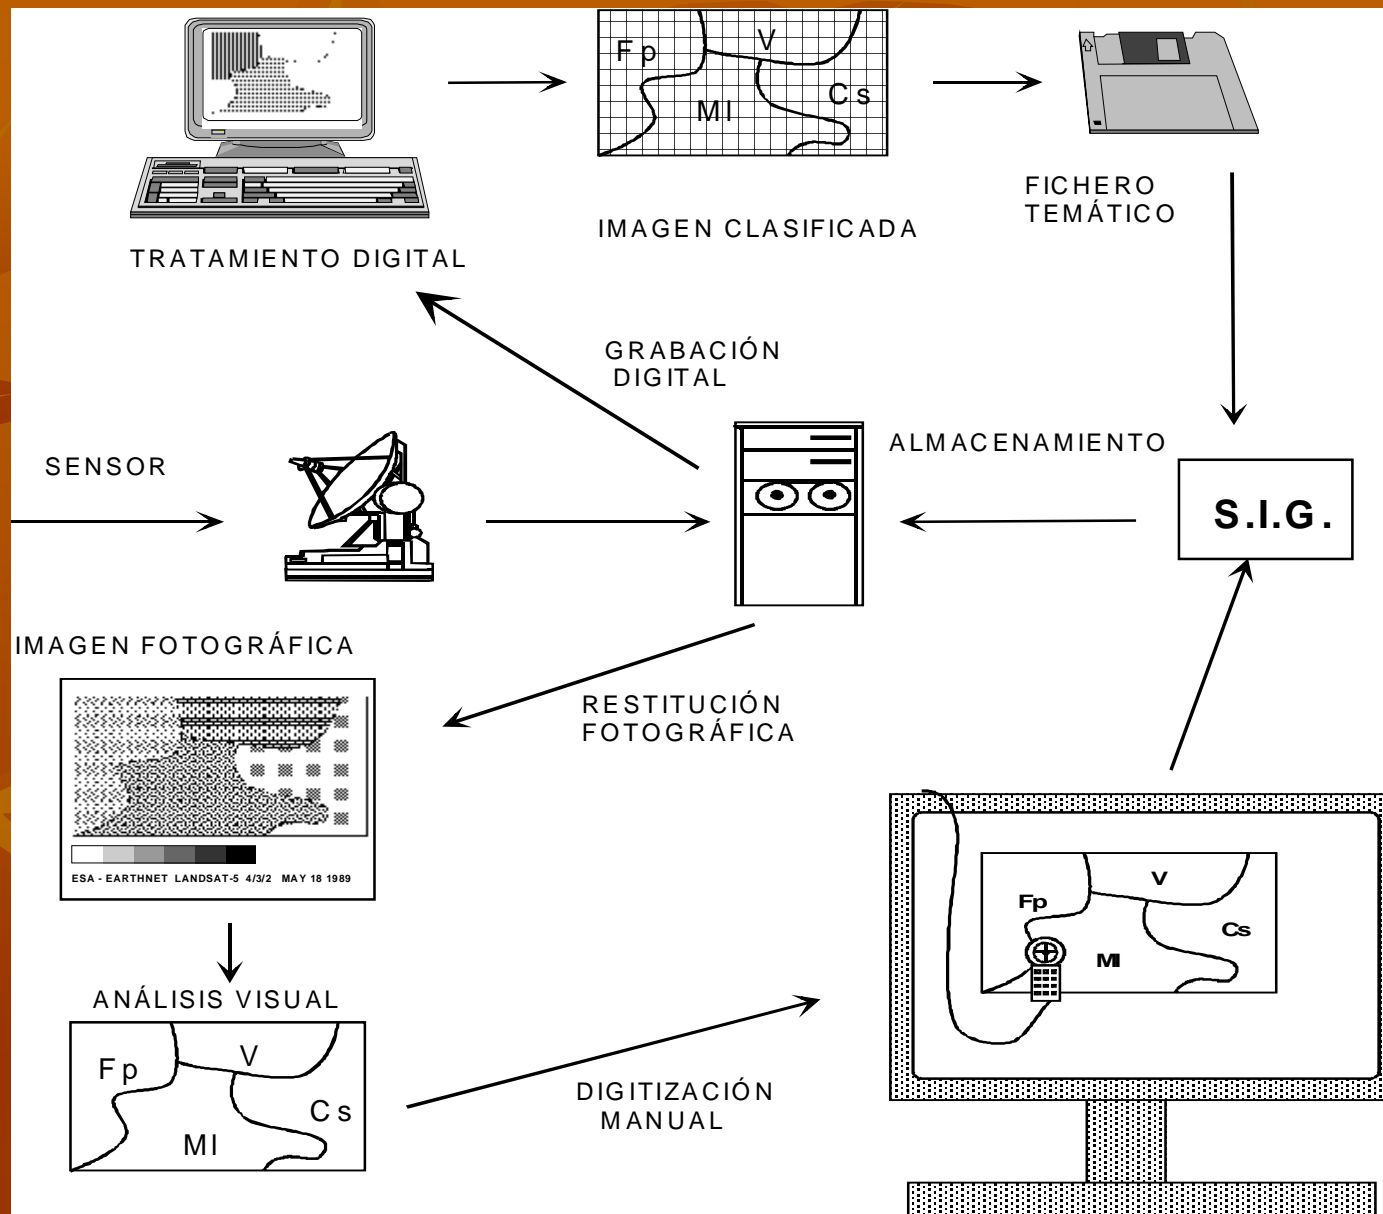 Fp
V
MI
Cs
FICHERO
TEMÁTICO
IMAGEN CLASIFICADA
TRATAMIENTO DIGITAL
GRABACIÓN
DIGITAL
ALMACENAMIENTO
SENSOR
S.I.G.
IMAGEN FOTOGRÁFICA
RESTITUCIÓN
FOTOGRÁFICA
ESA - EARTHNET LANDSAT-5 4/3/2 MAY 18 1989
ANÁLISIS VISUAL
Fp
V
Cs
MI
DIGITIZACIÓN
MANUAL
V
Fp
Cs
MI